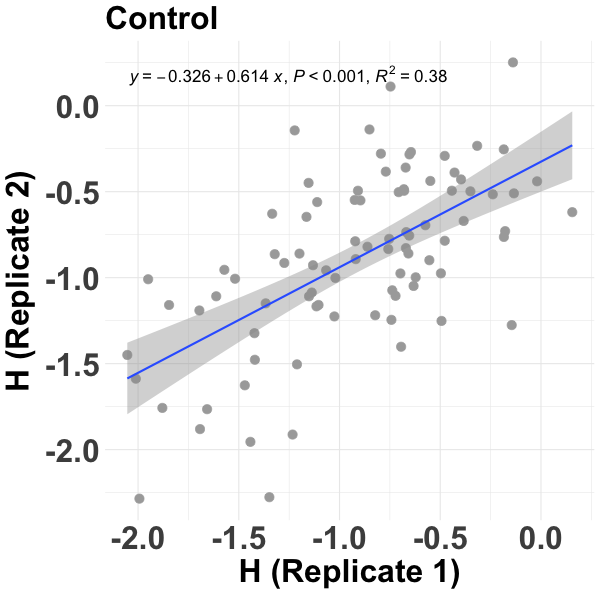 Control
y = −0.326 + 0.614 x, P < 0.001, R² = 0.38
H (Replicate 2)
0.0
-0.5
-1.0
-1.5
-2.0
-2.0 -1.5 -1.0 -0.5 0.0
H (Replicate 1)